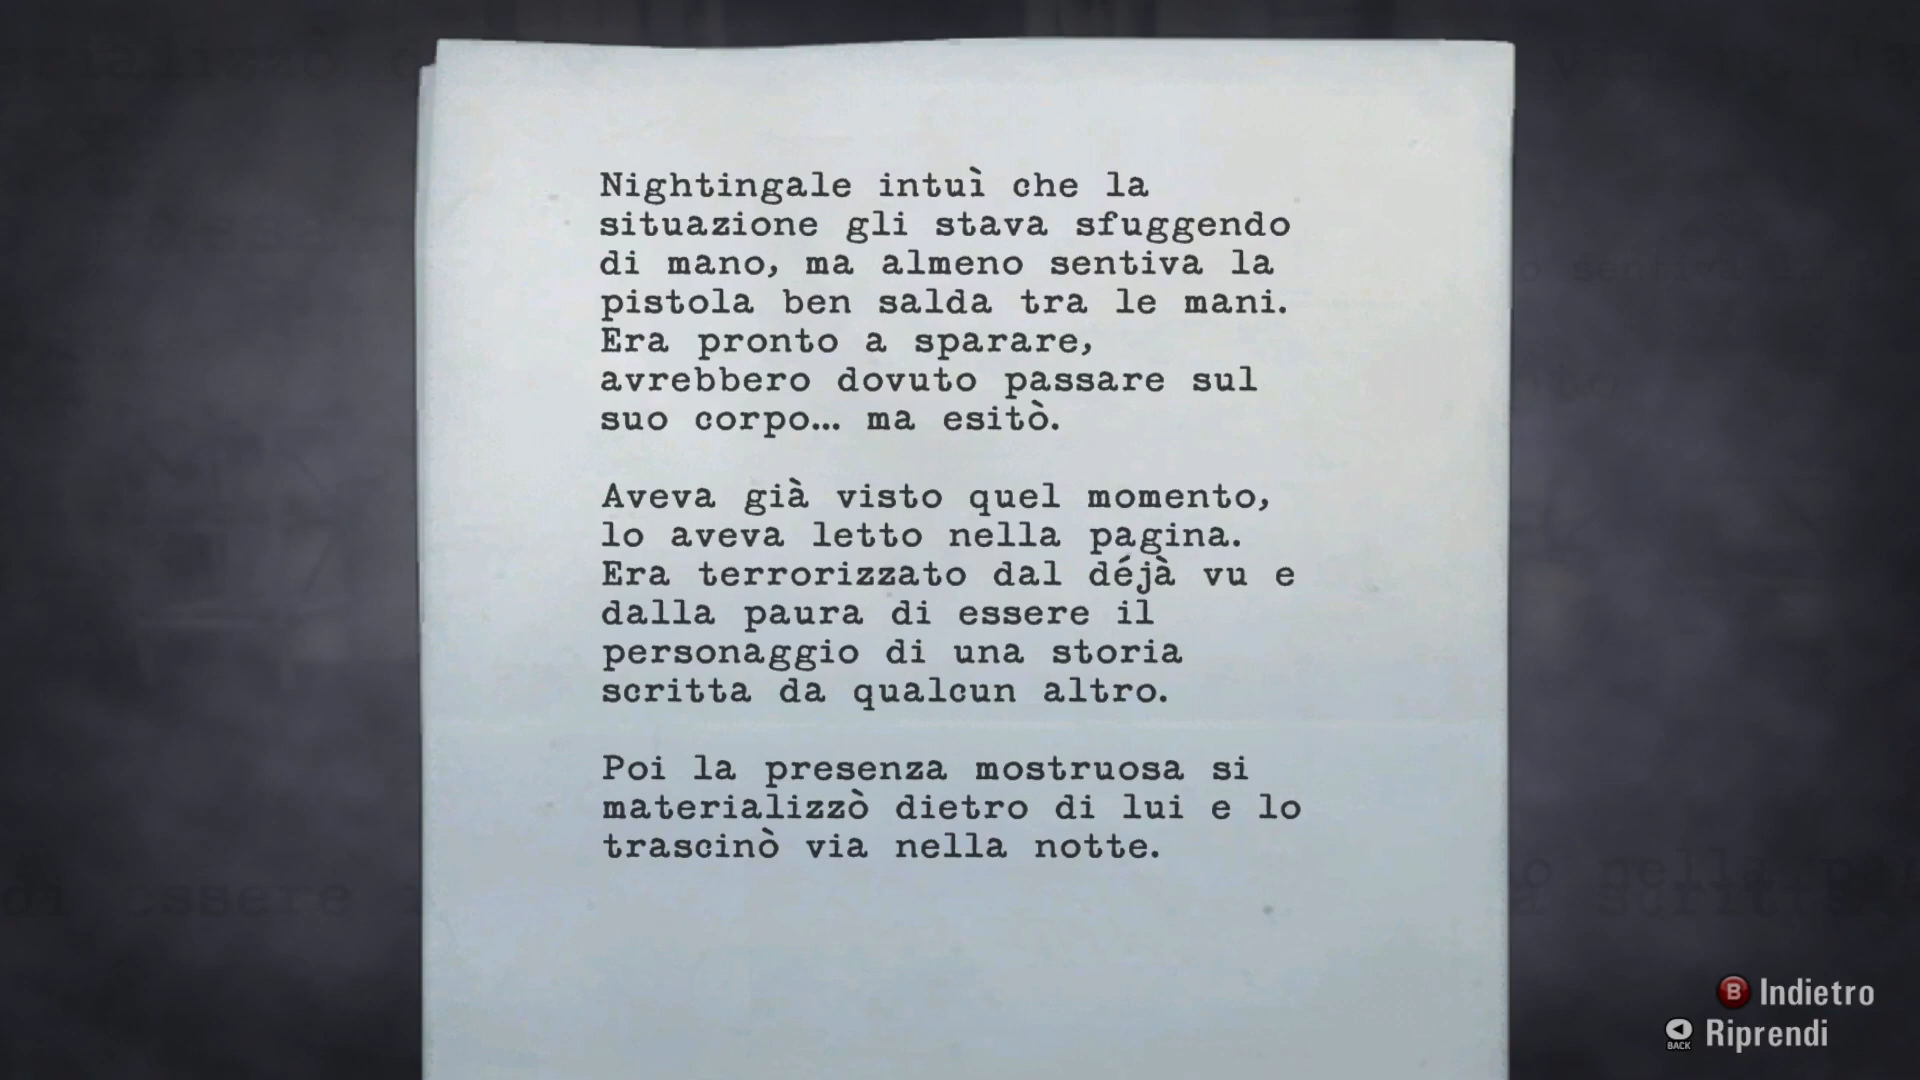 Nightingale intuì che la
situazione gli stava sfuggendo
di mano, ma almeno sentiva la
pistola ben salda tra le mani.
Era pronto a sparare,
avrebbero dovuto passare sul
suo corpo... ma esitò.
Aveva già visto quel momento,
lo aveva letto nella pagina.
Era terrorizzato dal déjà vu e
dalla paura di essere il
personaggio di una storia
scritta da qualcun altro.
Poi la presenza mostruosa si
materializzò dietro di lui e lo
trascinò via nella notte.
B Indietro
BACK Riprendi